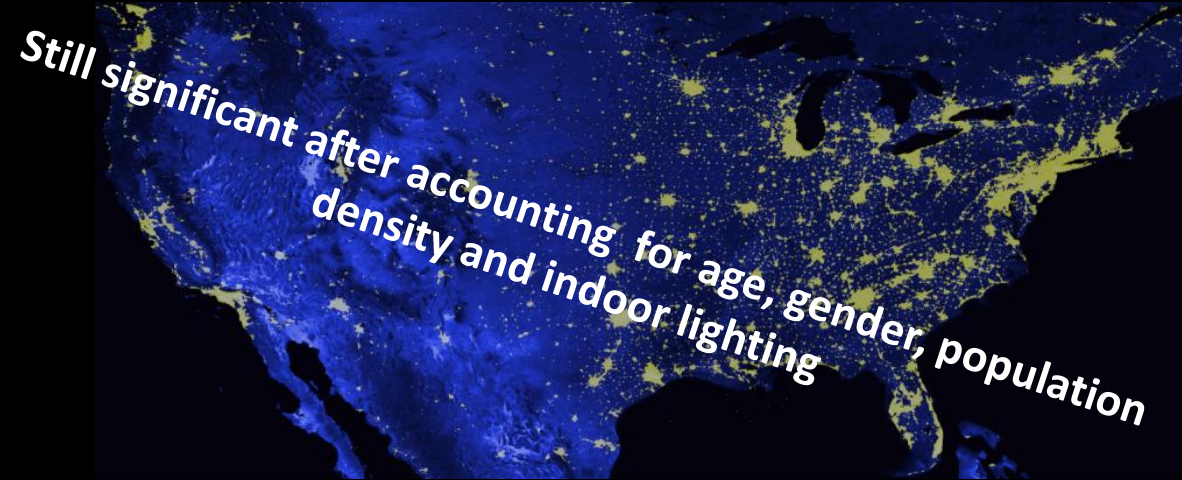 Still significant after accounting  for age, gender, population
density and indoor lighting